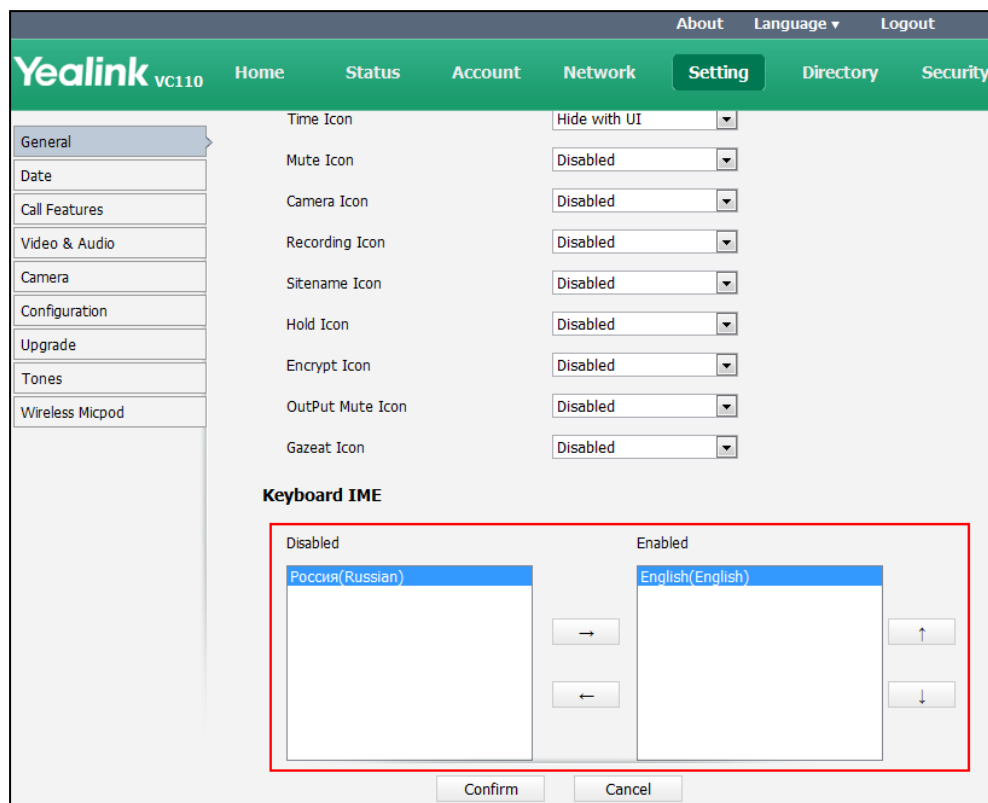 About Language ▾ Logout
Yealink VC110 Home Status Account Network Setting Directory Security
General
Date
Call Features
Video & Audio
Camera
Configuration
Upgrade
Tones
Wireless Micpod
Time Icon Hide with UI
Mute Icon Disabled
Camera Icon Disabled
Recording Icon Disabled
Sitename Icon Disabled
Hold Icon Disabled
Encrypt Icon Disabled
OutPut Mute Icon Disabled
Gazeat Icon Disabled
Keyboard IME
Disabled Enabled
Россия(Russian) English(English)
→ ↑
← ↓
Confirm Cancel